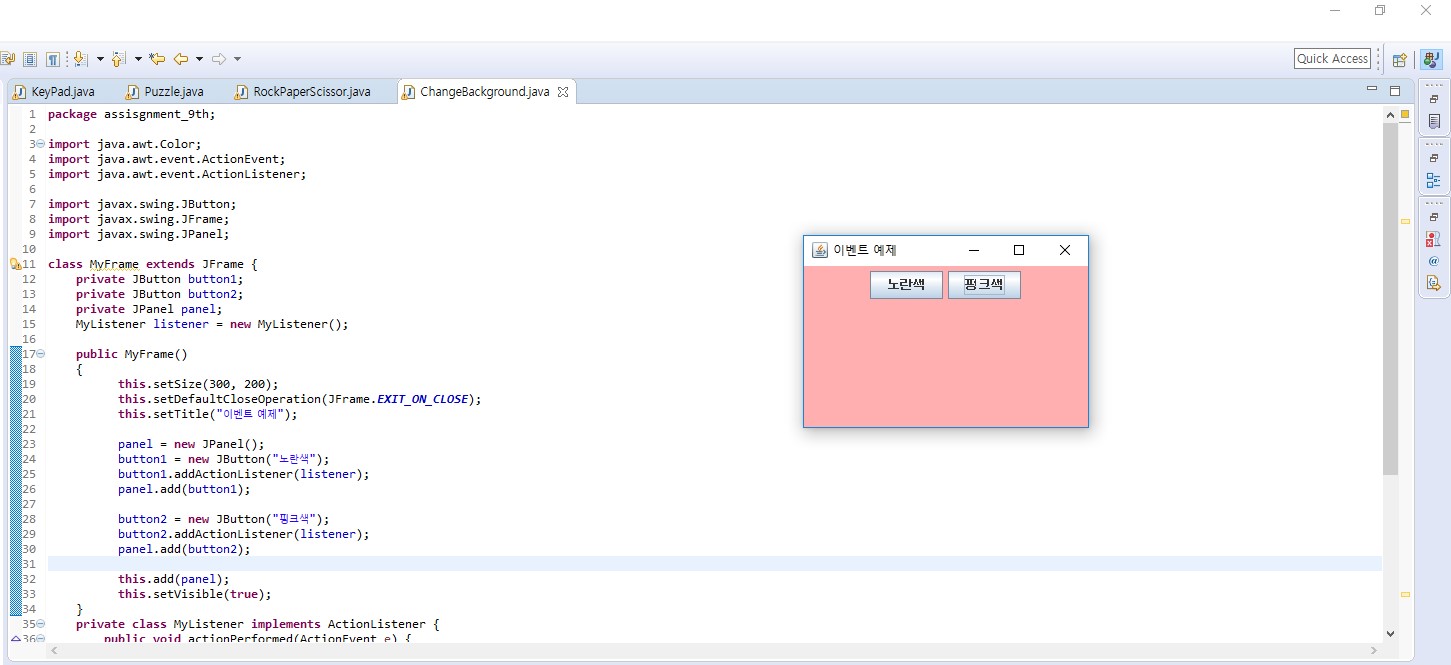 Quick Access
KeyPad.java
Puzzle.java
RockPaperScissor.java
ChangeBackground.java
1 package assisgnment_9th;
2
3 import java.awt.Color;
4 import java.awt.event.ActionEvent;
5 import java.awt.event.ActionListener;
6
7 import javax.swing.JButton;
8 import javax.swing.JFrame;
9 import javax.swing.JPanel;
10
11 class MyFrame extends JFrame {
12     private JButton button1;
13     private JButton button2;
14     private JPanel panel;
15     MyListener listener = new MyListener();
16
17     public MyFrame()
18     {
19         this.setSize(300, 200);
20         this.setDefaultCloseOperation(JFrame.EXIT_ON_CLOSE);
21         this.setTitle("이벤트 예제");
22
23         panel = new JPanel();
24         button1 = new JButton("노란색");
25         button1.addActionListener(listener);
26         panel.add(button1);
27
28         button2 = new JButton("핑크색");
29         button2.addActionListener(listener);
30         panel.add(button2);
31
32         this.add(panel);
33         this.setVisible(true);
34     }
35     private class MyListener implements ActionListener {
36         public void actionPerformed(ActionEvent e) {
이벤트 예제
노란색
핑크색